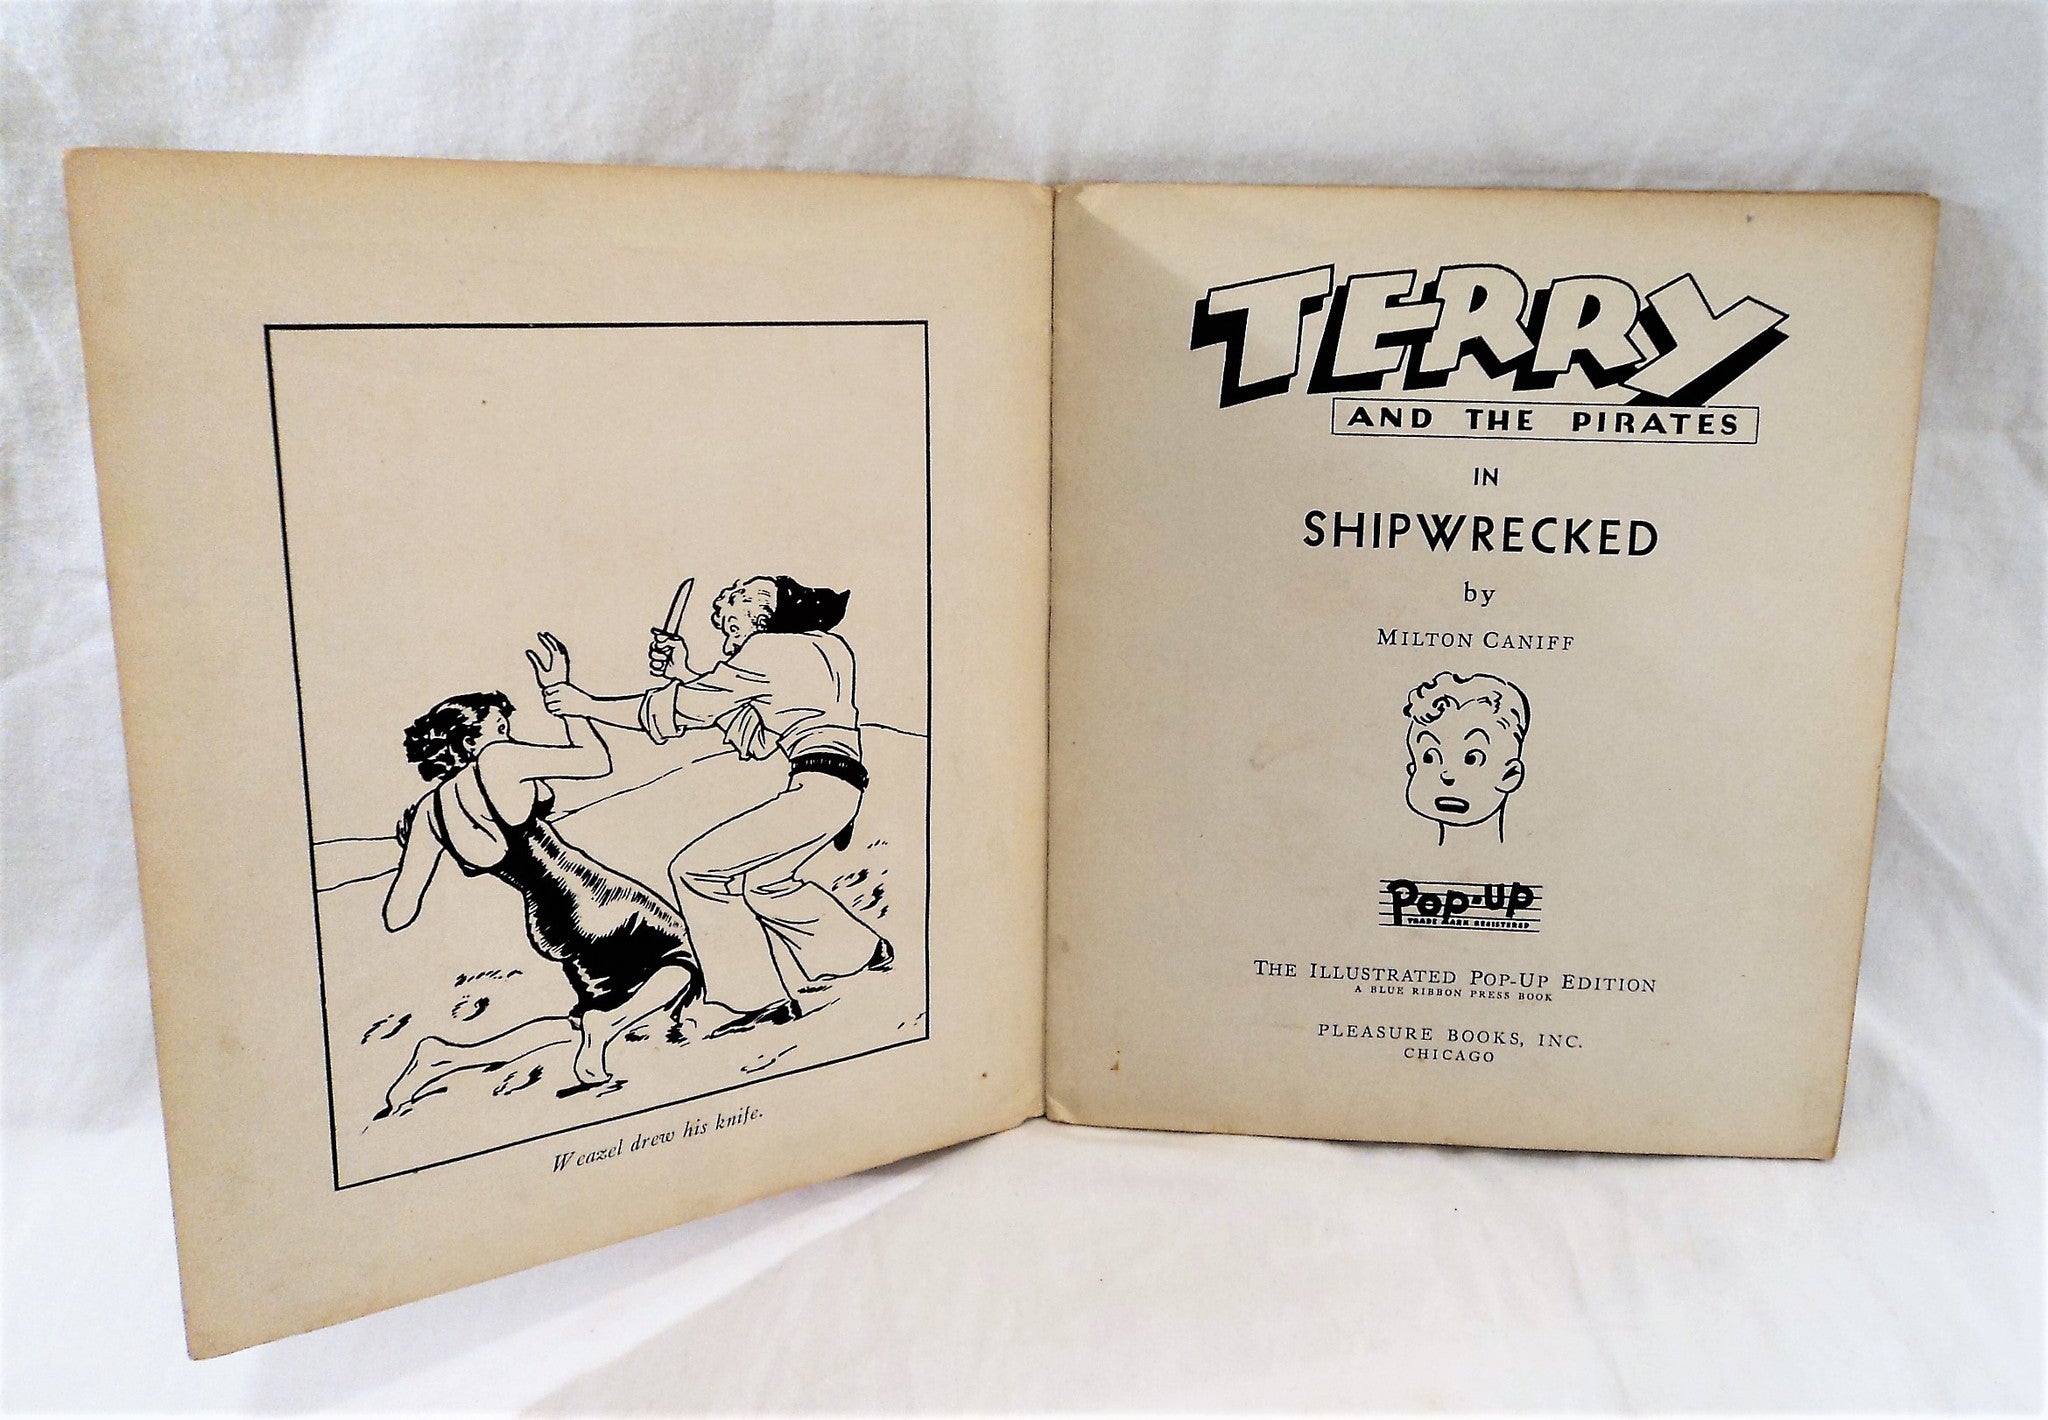 Weazel drew his knife.
TERRY
AND THE PIRATES
IN
SHIPWRECKED
by
MILTON CANIFF
POP-UP
TRADE MARK REGISTERED
THE ILLUSTRATED POP-UP EDITION
A BLUE RIBBON PRESS BOOK
PLEASURE BOOKS, INC.
CHICAGO